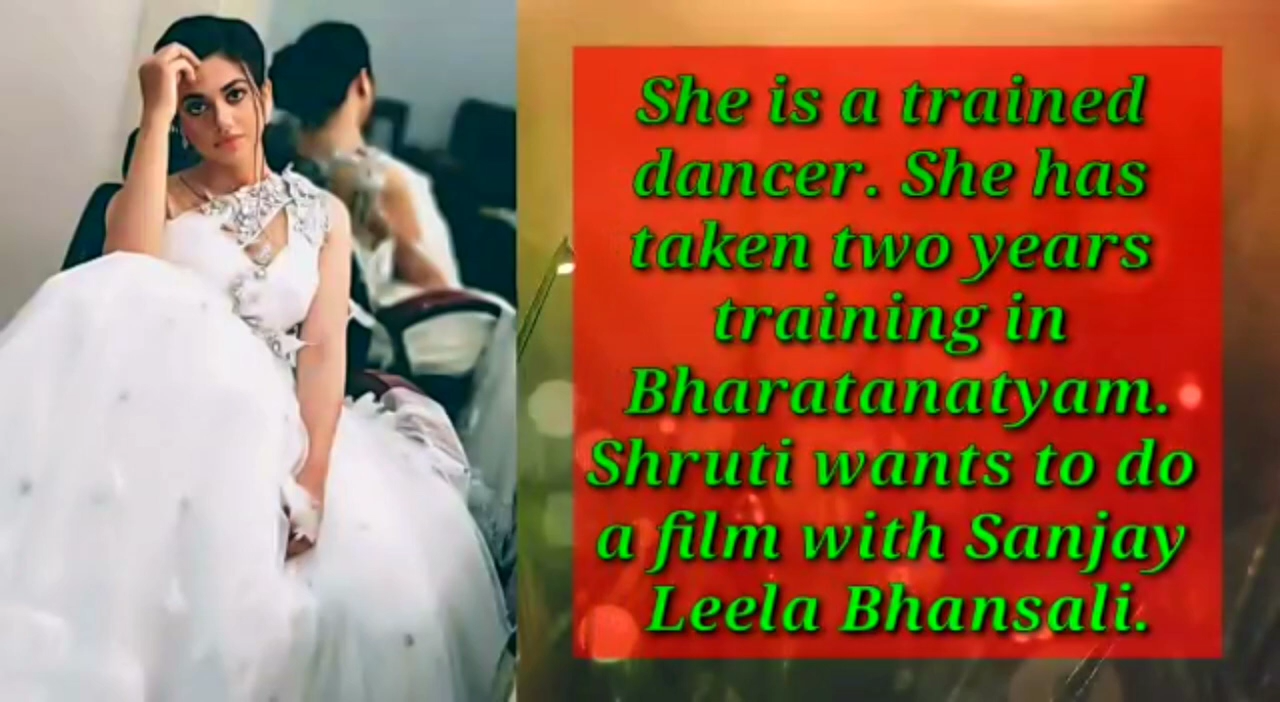 She is a trained
dancer. She has
taken two years
training in
Bharatanatyam.
Shruti wants to do
a film with Sanjay
Leela Bhansali.